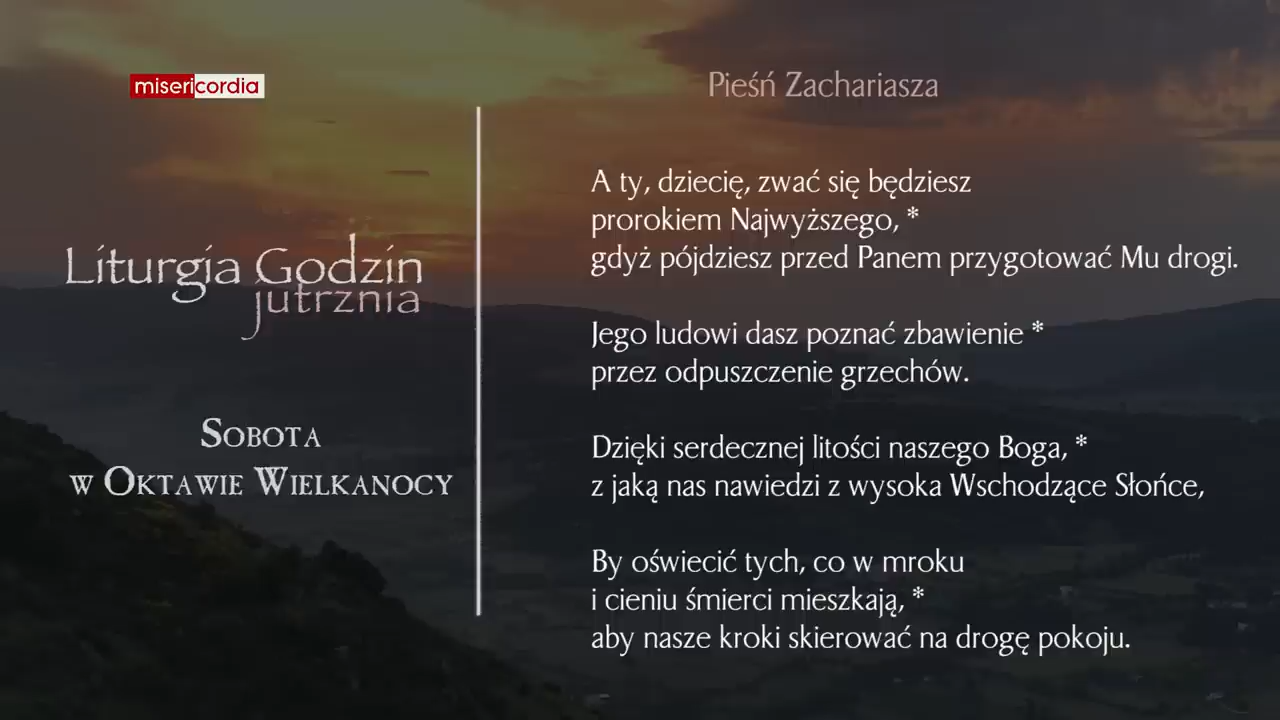 misericordia
Pieśń Zachariasza
Liturgia Godzin
jutrznia
Sobota
w Oktawie Wielkanocy
A ty, dziecię, zwać się będziesz
prorokiem Najwyższego, *
gdyż pójdziesz przed Panem przygotować Mu drogi.
Jego ludowi dasz poznać zbawienie *
przez odpuszczenie grzechów.
Dzięki serdecznej litości naszego Boga, *
z jaką nas nawiedzi z wysoka Wschodzące Słońce,
By oświecić tych, co w mroku
i cieniu śmierci mieszkają, *
aby nasze kroki skierować na drogę pokoju.